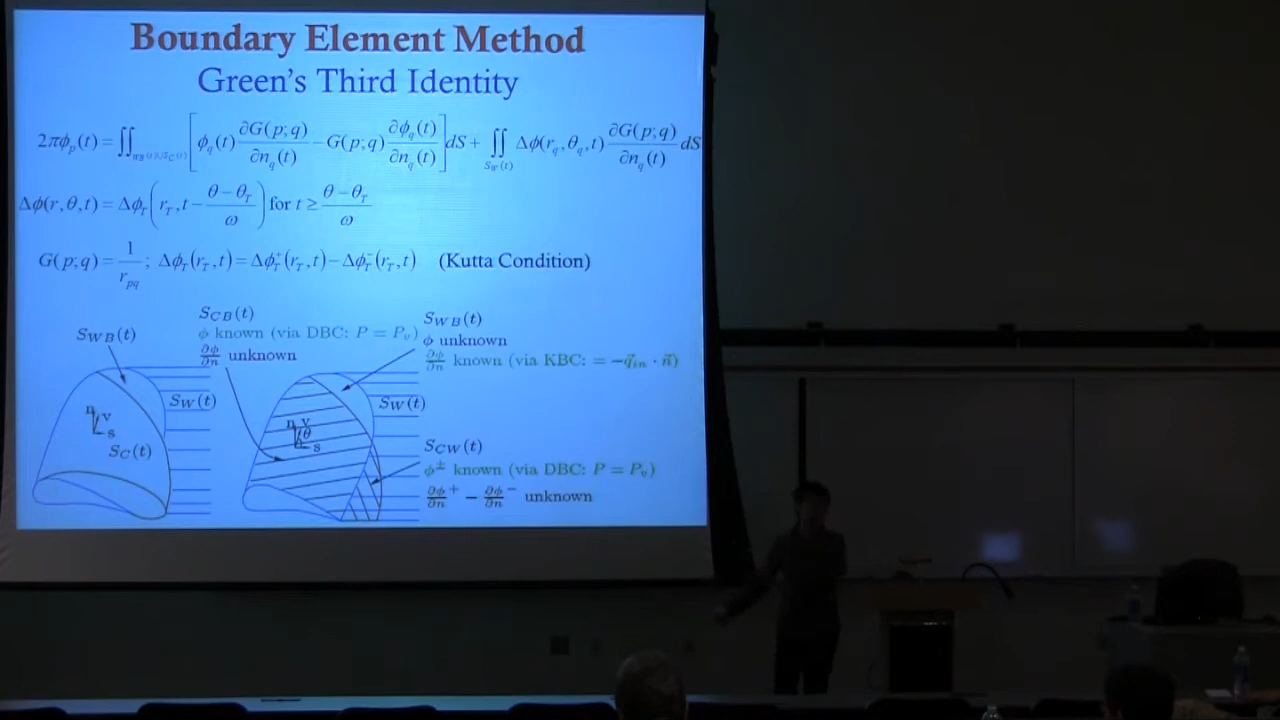 Boundary Element Method
Green's Third Identity
2πϕ_p(t) = ∬ [ϕ_q(t) ∂G(p;q)/∂n_q(t) − G(p;q) ∂ϕ_q(t)/∂n_q(t)] dS + ∬_{S_W(t)} Δϕ(r_q, θ_q, t) ∂G(p;q)/∂n_q(t) dS
Δϕ(r, θ, t) = Δϕ_T (r_T, t − (θ − θ_T)/ω) for t ≥ (θ − θ_T)/ω
G(p;q) = 1/r_pq ; Δϕ_T(r_T, t) = Δϕ_T^+(r_T, t) − Δϕ_T^−(r_T, t) (Kutta Condition)
S_WB(t)
S_W(t)
n v s
S_C(t)
S_CB(t)
ϕ known (via DBC: P = P_v)
∂ϕ/∂n unknown
S_WB(t)
ϕ unknown
∂ϕ/∂n known (via KBC: = −q⃗_in · n⃗)
S_W(t)
n v θ s
S_CW(t)
ϕ^± known (via DBC: P = P_v)
∂ϕ/∂n^+ − ∂ϕ/∂n^− unknown